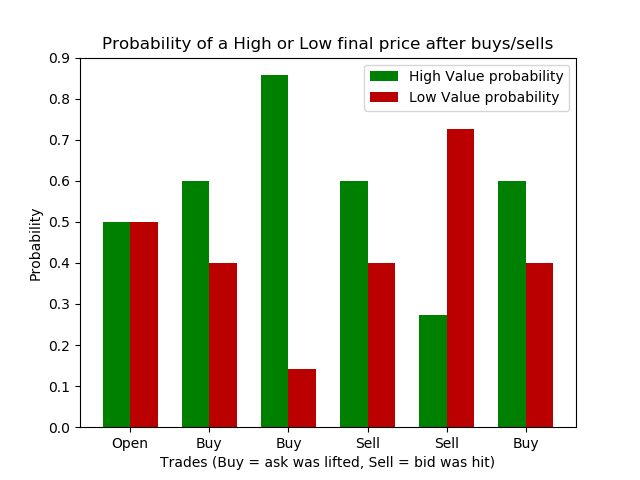 Probability of a High or Low final price after buys/sells
High Value probability
Low Value probability
Probability
0.9
0.8
0.7
0.6
0.5
0.4
0.3
0.2
0.1
0.0
Open Buy Buy Sell Sell Buy
Trades (Buy = ask was lifted, Sell = bid was hit)